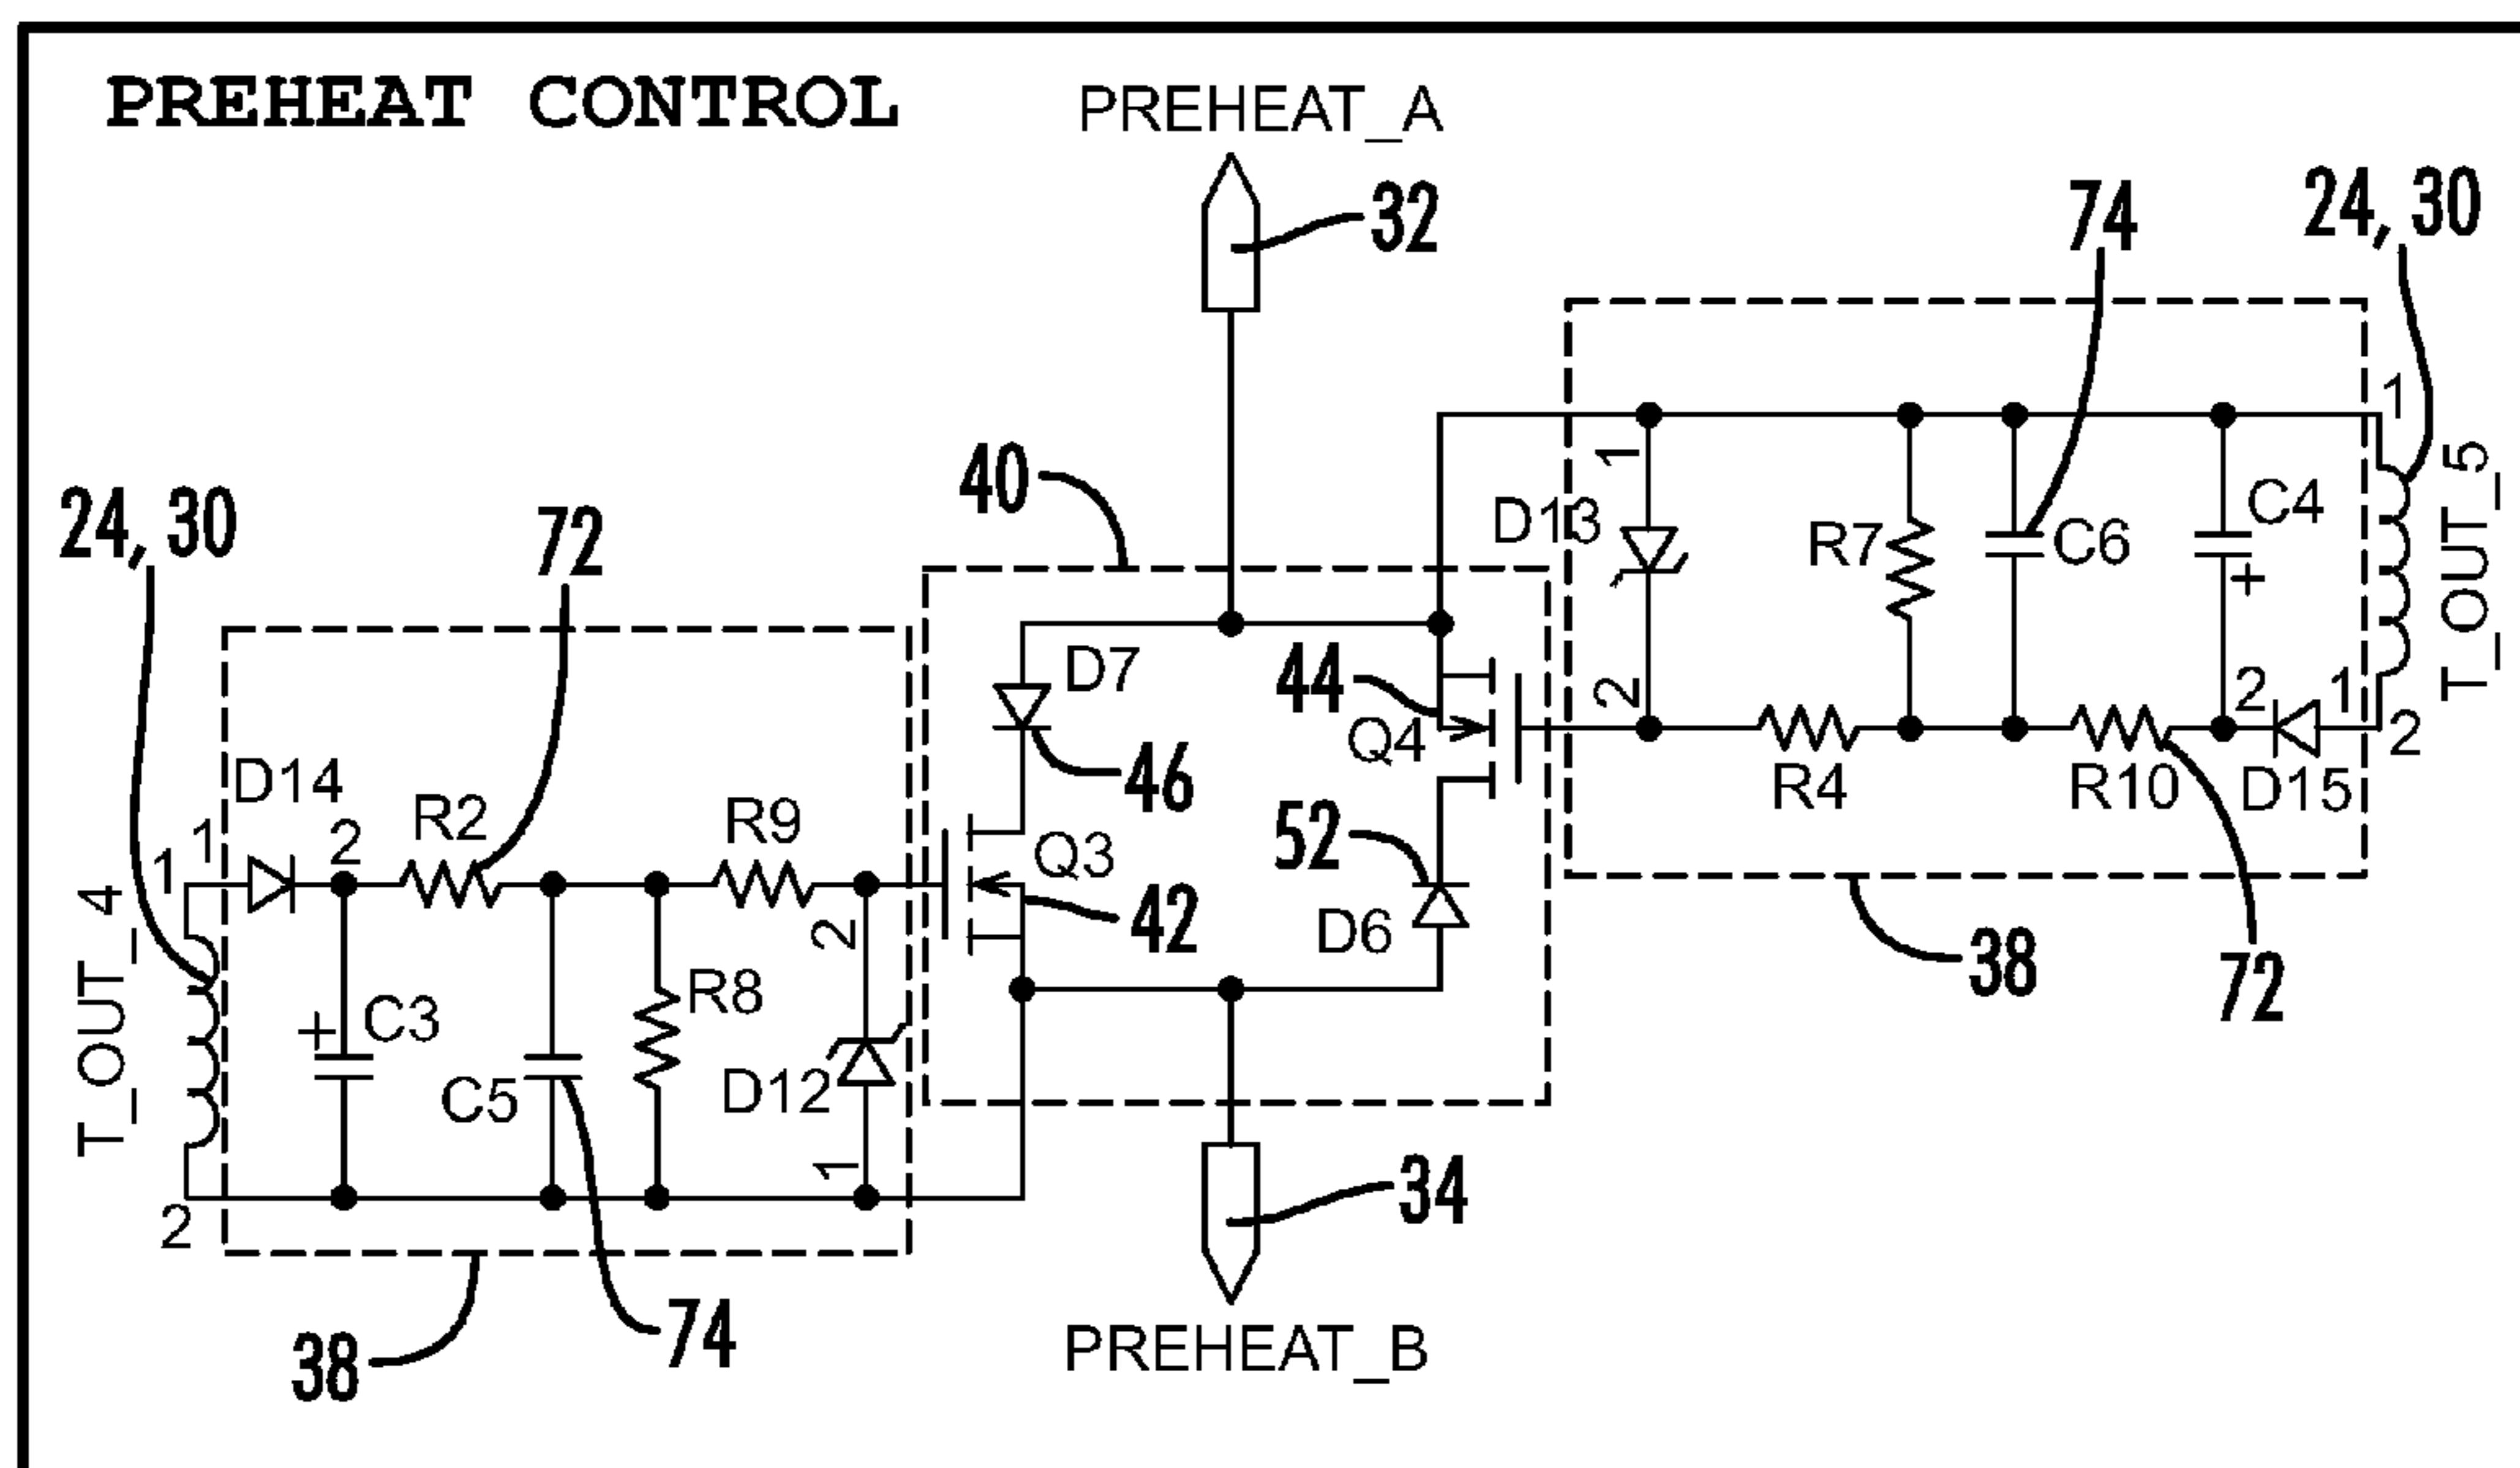 PREHEAT CONTROL
PREHEAT_A
32
74
24, 30
40
1
1
D13
R7
C6
C4
+
T_OUT_5
24, 30
72
D7
44
Q4
2
R4
R10
2
1
D15
2
46
D14
R2
R9
Q3
52
1
1
2
42
D6
38
72
T_OUT_4
+
C3
C5
R8
2
D12
1
2
34
38
74
PREHEAT_B